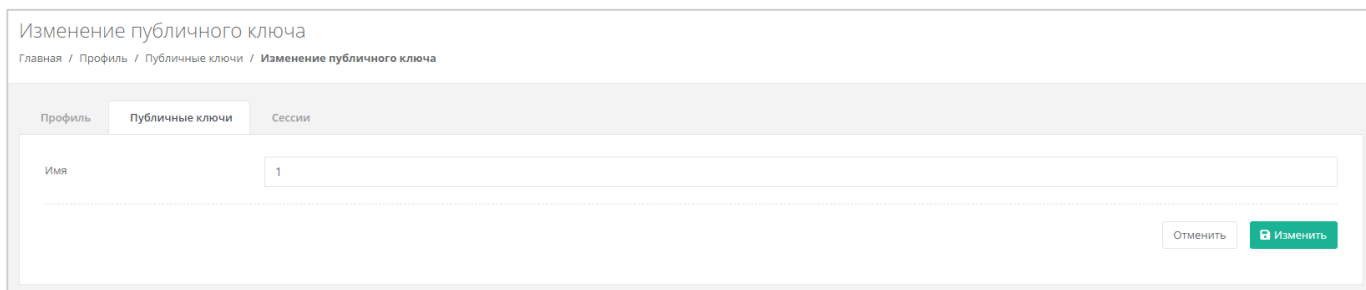 Изменение публичного ключа
Главная / Профиль / Публичные ключи / Изменение публичного ключа
Профиль Публичные ключи Сессии
Имя 1
Отменить Изменить